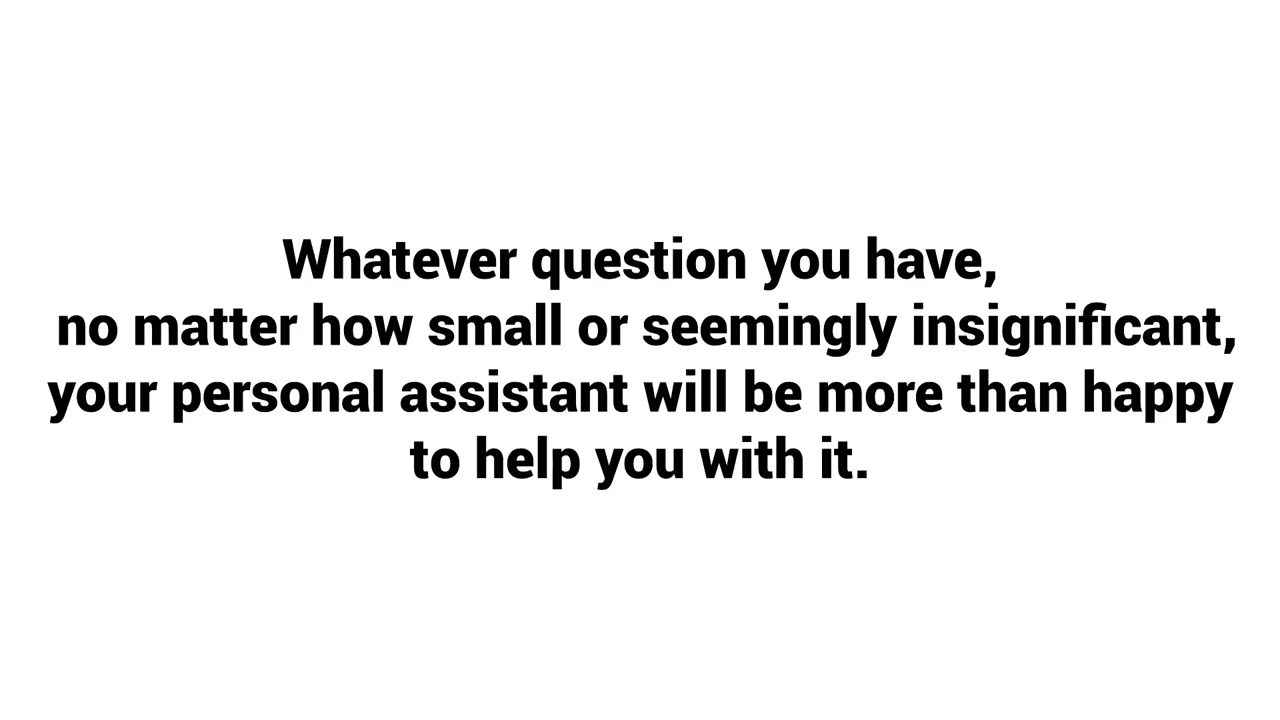 Whatever question you have,
no matter how small or seemingly insignificant,
your personal assistant will be more than happy
to help you with it.